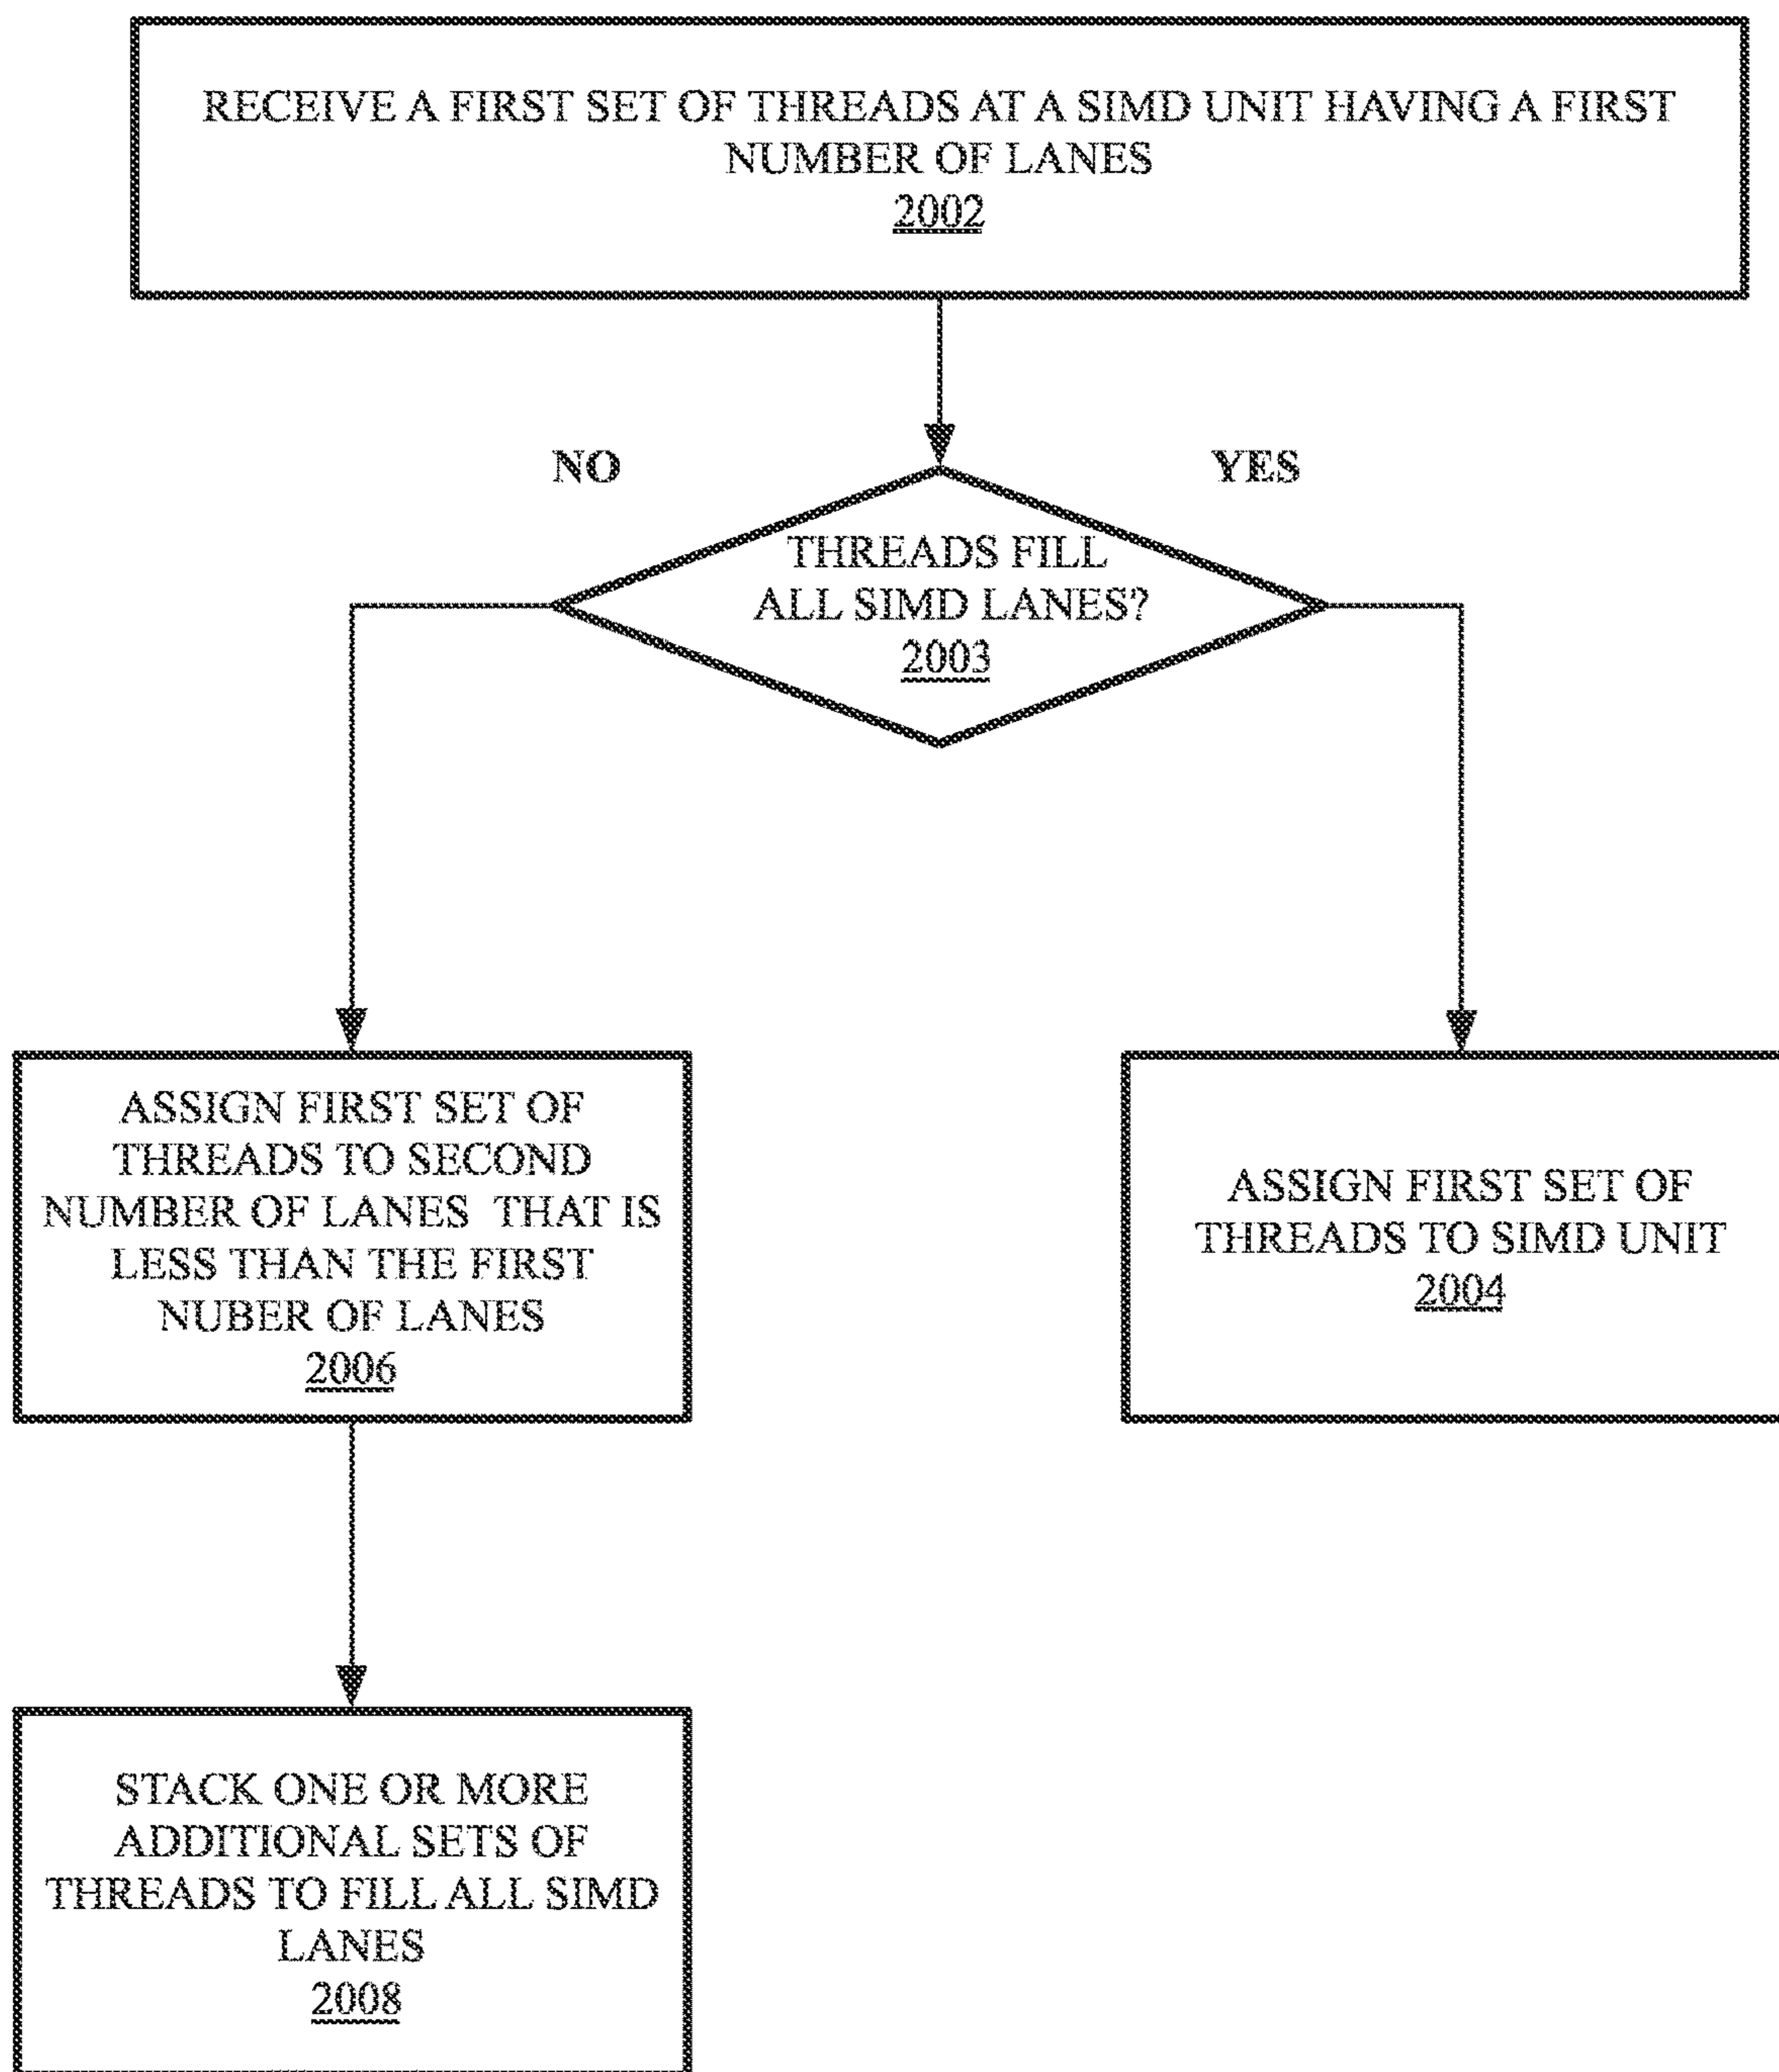 RECEIVE A FIRST SET OF THREADS AT A SIMD UNIT HAVING A FIRST
NUMBER OF LANES
2002
NO
YES
THREADS FILL
ALL SIMD LANES?
2003
ASSIGN FIRST SET OF
THREADS TO SECOND
NUMBER OF LANES THAT IS
LESS THAN THE FIRST
NUBER OF LANES
2006
ASSIGN FIRST SET OF
THREADS TO SIMD UNIT
2004
STACK ONE OR MORE
ADDITIONAL SETS OF
THREADS TO FILL ALL SIMD
LANES
2008